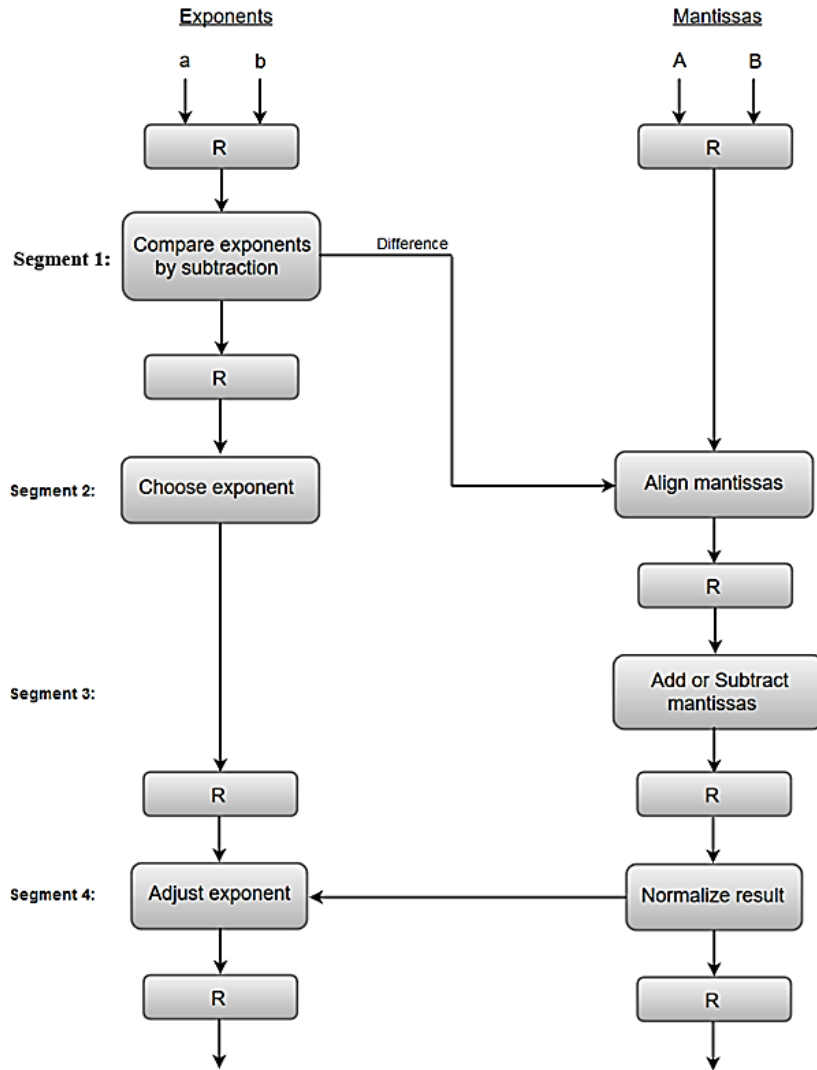 Exponents
Mantissas
a
b
A
B
R
R
Segment 1:
Compare exponents
by subtraction
Difference
R
Segment 2:
Choose exponent
Align mantissas
R
Segment 3:
Add or Subtract
mantissas
R
R
Segment 4:
Adjust exponent
Normalize result
R
R